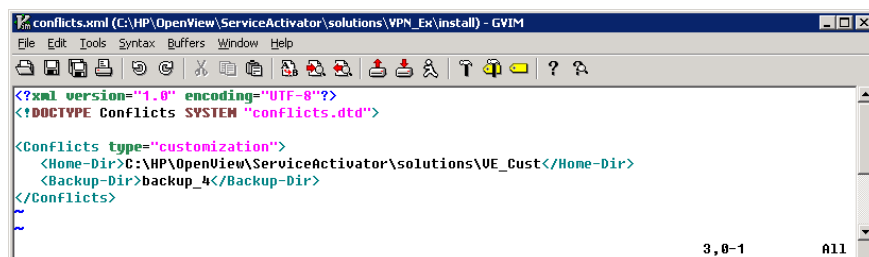 conflicts.xml (C:\HP\OpenView\ServiceActivator\solutions\VPN_Ex\install) - GVIM
File Edit Tools Syntax Buffers Window Help
<?xml version="1.0" encoding="UTF-8"?>
<!DOCTYPE Conflicts SYSTEM "conflicts.dtd">
<Conflicts type="customization">
<Home-Dir>C:\HP\OpenView\ServiceActivator\solutions\VE_Cust</Home-Dir>
<Backup-Dir>backup_4</Backup-Dir>
</Conflicts>
~
~
3,0-1 All